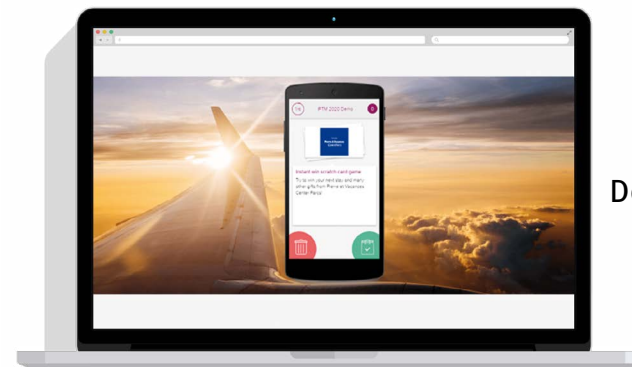 IFTM 2020 Demo
Instant win scratch card game
Try to win your next stay and many
other gifts from Pierre et Vacances
Center Parcs
De